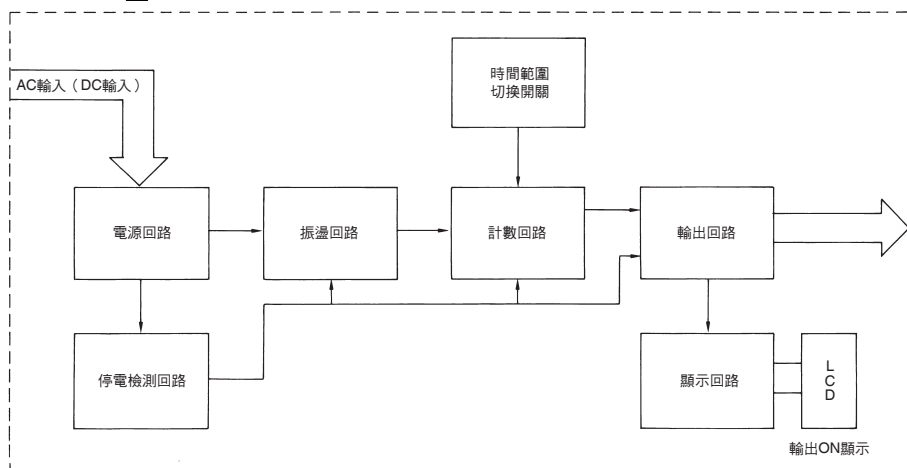 AC輸入（DC輸入）
時間範圍
切換開關
電源回路
振盪回路
計數回路
輸出回路
停電檢測回路
顯示回路
L
C
D
輸出ON顯示